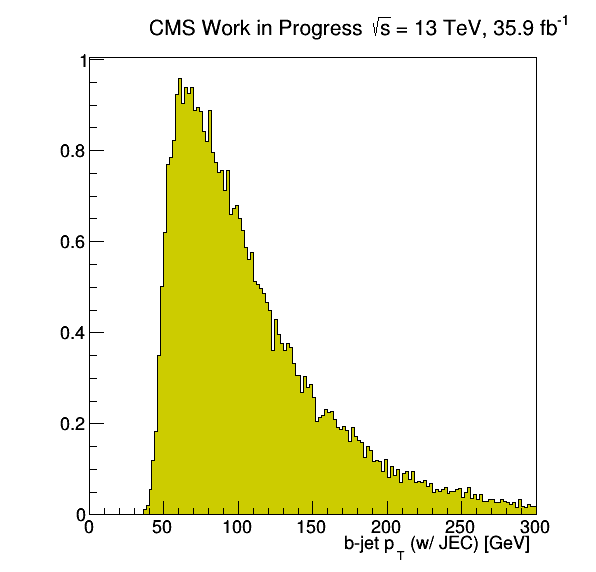 CMS Work in Progress √s = 13 TeV, 35.9 fb⁻¹
1
0.8
0.6
0.4
0.2
0
0 50 100 150 200 250 300
b-jet p_T (w/ JEC) [GeV]